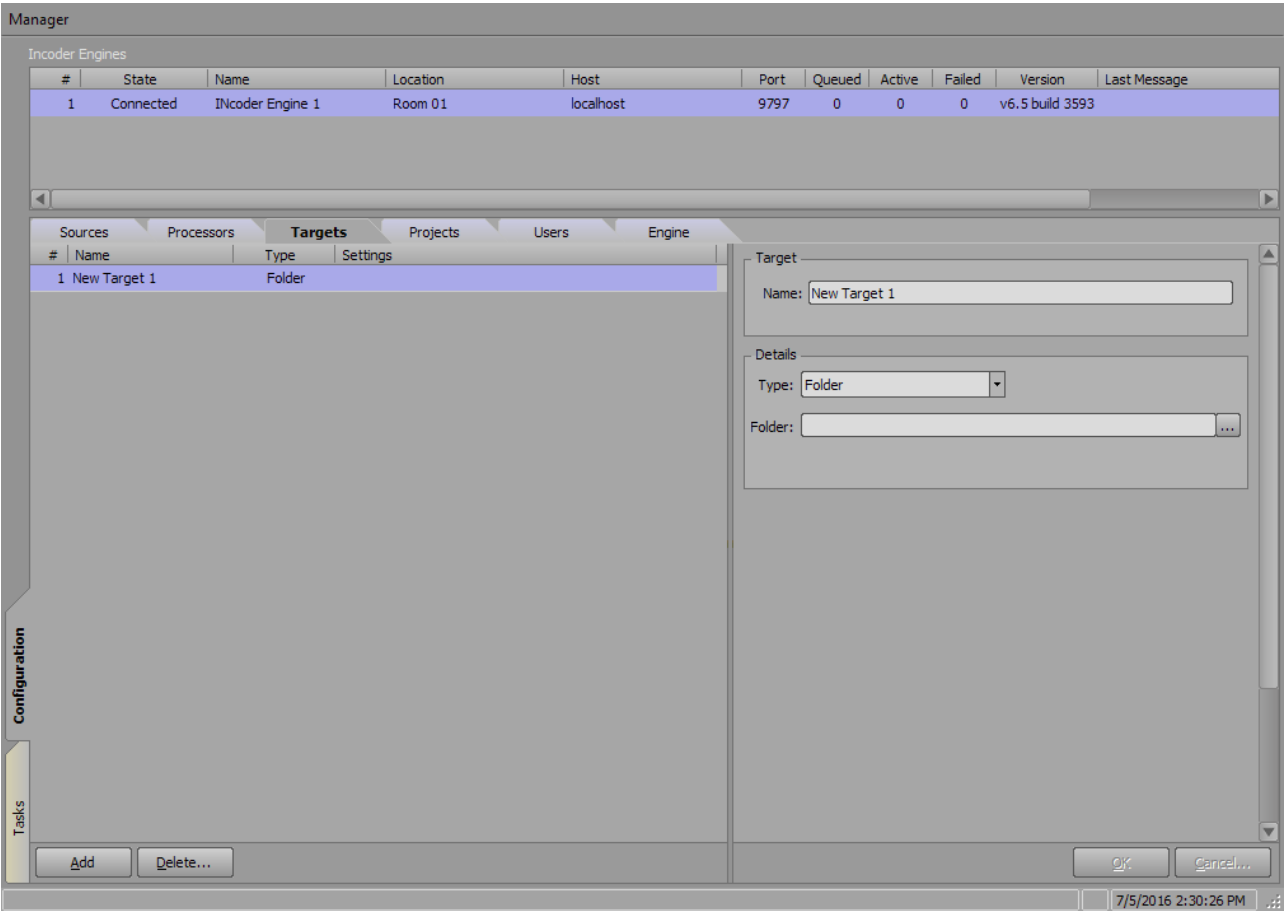 Manager
Incoder Engines
# State Name Location Host Port Queued Active Failed Version Last Message
1 Connected INcoder Engine 1 Room 01 localhost 9797 0 0 0 v6.5 build 3593
Sources Processors Targets Projects Users Engine
# Name Type Settings
1 New Target 1 Folder
Target
Name: New Target 1
Details
Type: Folder
Folder: ...
Configuration
Tasks
Add Delete... OK Cancel...
7/5/2016 2:30:26 PM